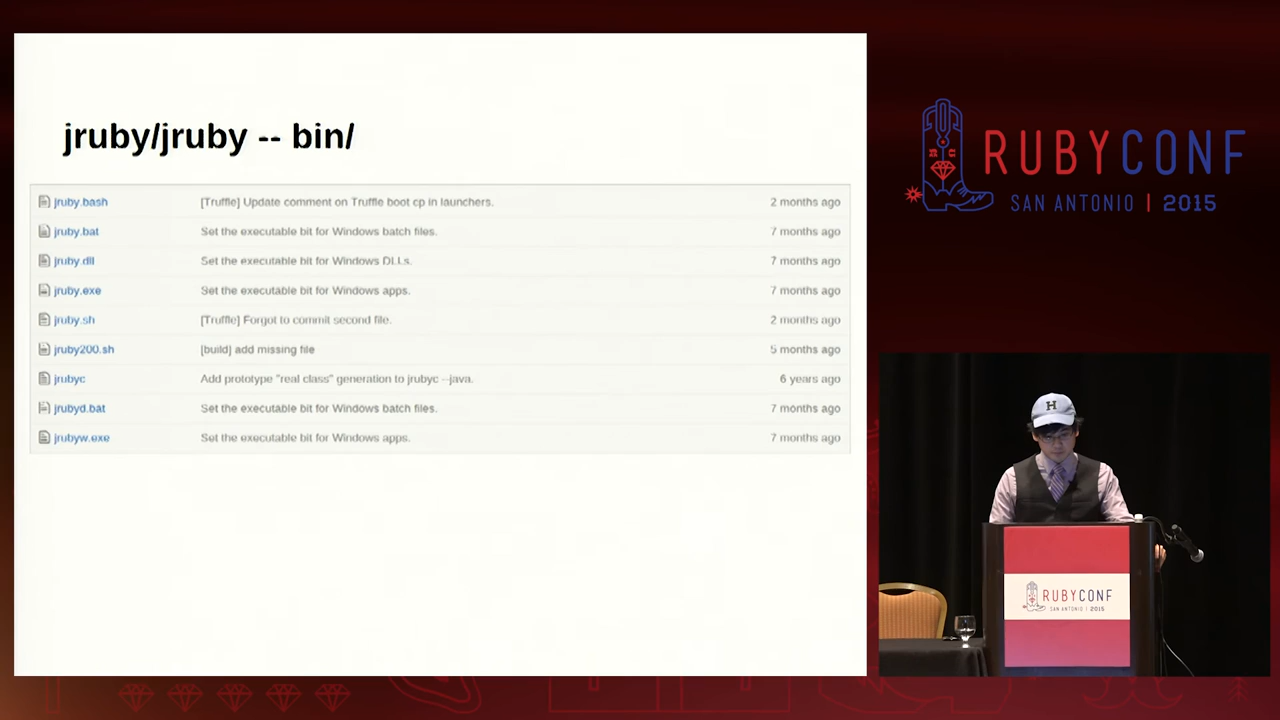 jruby/jruby -- bin/
jruby.bash [Truffle] Update comment on Truffle boot cp in launchers. 2 months ago
jruby.bat Set the executable bit for Windows batch files. 7 months ago
jruby.dll Set the executable bit for Windows DLLs. 7 months ago
jruby.exe Set the executable bit for Windows apps. 7 months ago
jruby.sh [Truffle] Forgot to commit second file. 2 months ago
jruby200.sh [build] add missing file 5 months ago
jrubyc Add prototype "real class" generation to jrubyc --java. 6 years ago
jrubyd.bat Set the executable bit for Windows batch files. 7 months ago
jrubyw.exe Set the executable bit for Windows apps. 7 months ago
RUBYCONF
SAN ANTONIO | 2015
H
RUBYCONF
SAN ANTONIO | 2015